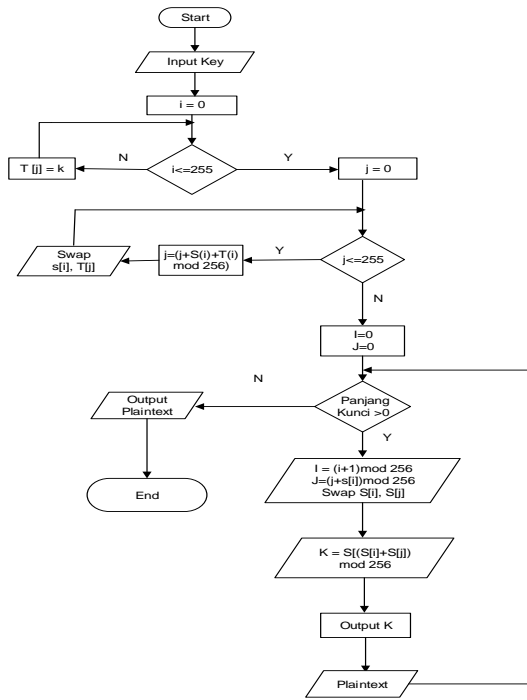 Start
Input Key
i = 0
N
Y
T [j] = k
i<=255
j = 0
Swap
s[i], T[j]
j=(j+S(i)+T(i)
mod 256)
Y
j<=255
N
I=0
J=0
N
Output
Plaintext
Panjang
Kunci >0
Y
End
I = (i+1)mod 256
J=(j+s[i])mod 256
Swap S[i], S[j]
K = S[(S[i]+S[j])
mod 256
Output K
Plaintext